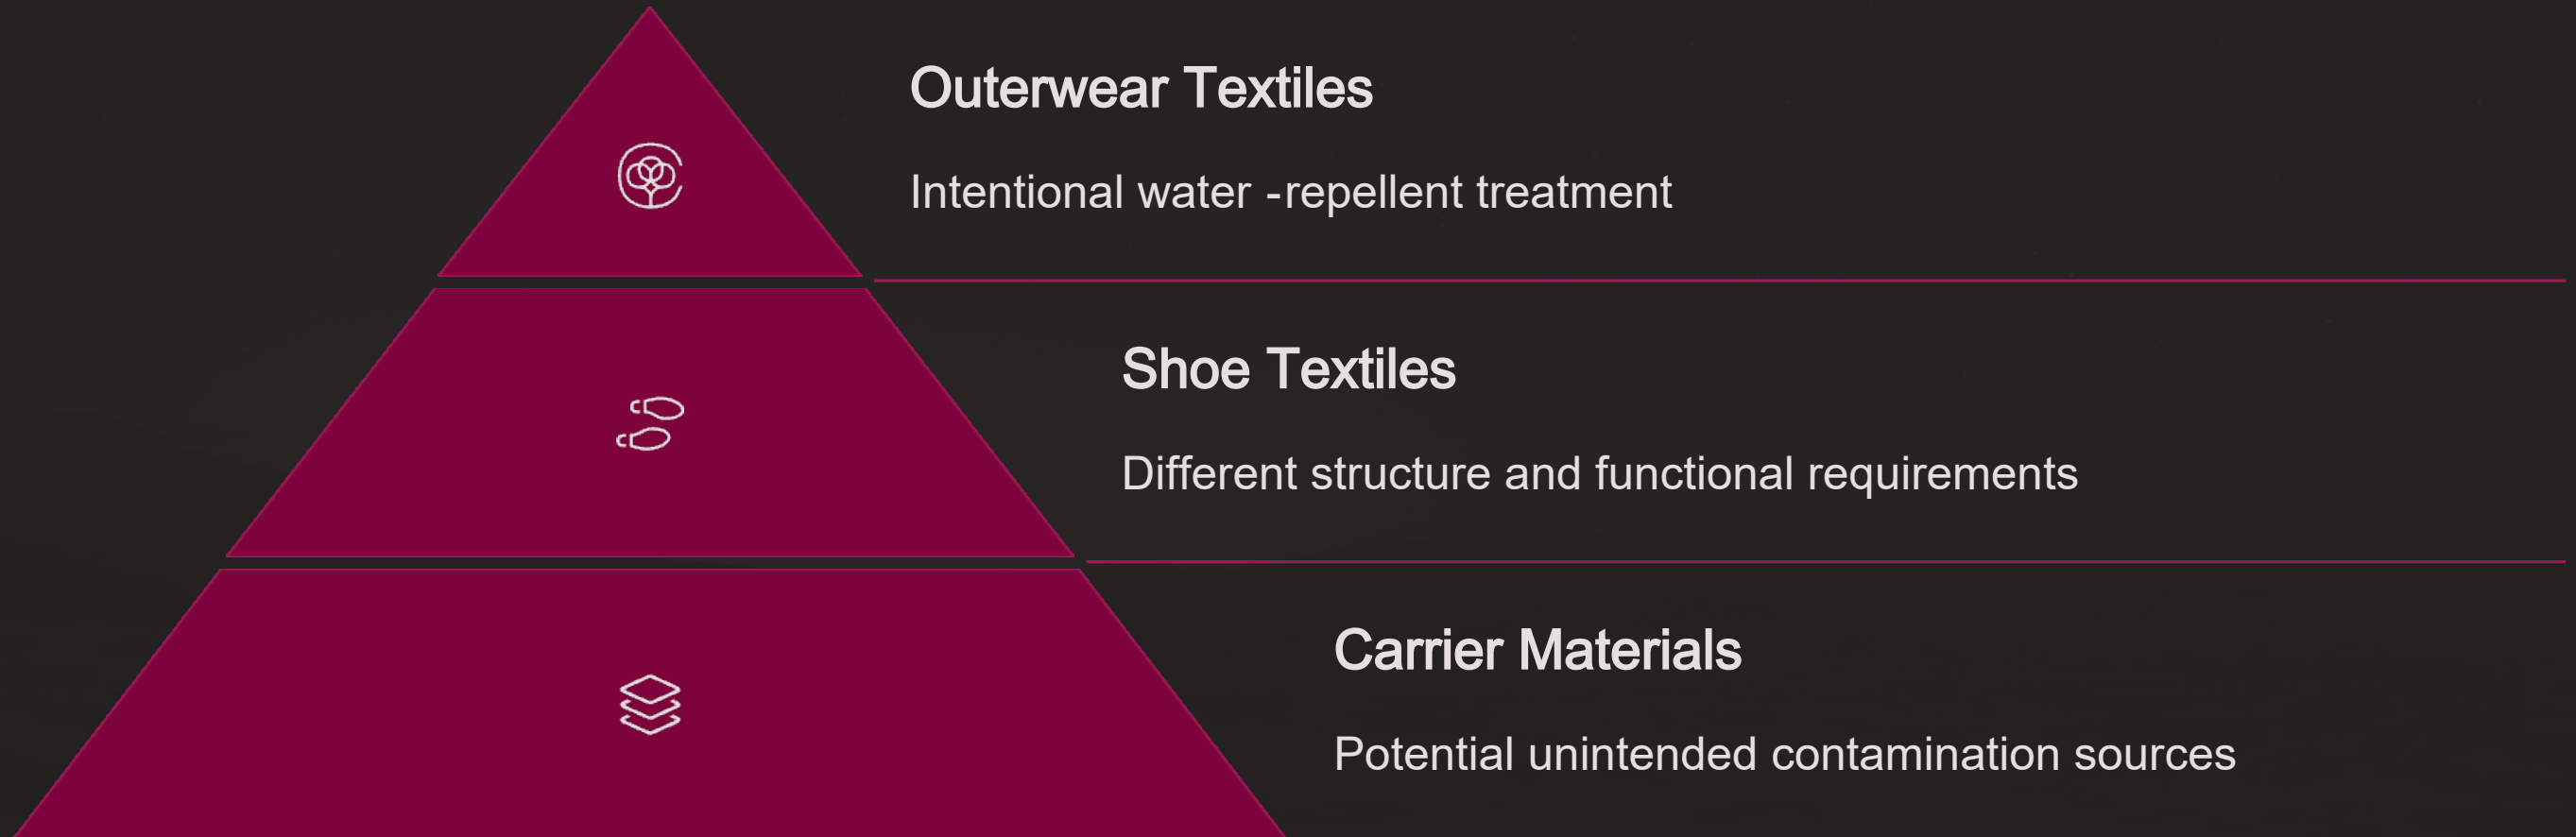 Outerwear Textiles
Intentional water -repellent treatment
Shoe Textiles
Different structure and functional requirements
Carrier Materials
Potential unintended contamination sources